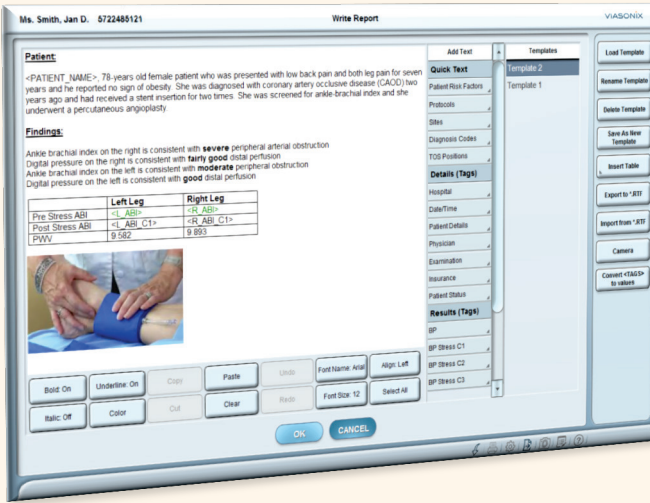 Ms. Smith, Jan D. 5722485121
Write Report
VIASONIX
Patient:
<PATIENT_NAME>, 78-years old female patient who was presented with low back pain and both leg pain for seven
years and he reported no sign of obesity. She was diagnosed with coronary artery occlusive disease (CAOD) two
years ago and had received a stent insertion for two times. She was screened for ankle-brachial index and she
underwent a percutaneous angioplasty.
Findings:
Ankle brachial index on the right is consistent with severe peripheral arterial obstruction
Digital pressure on the right is consistent with fairly good distal perfusion
Ankle brachial index on the left is consistent with moderate peripheral obstruction
Digital pressure on the left is consistent with good distal perfusion
Left Leg Right Leg
Pre Stress ABI <L_ABI> <R_ABI>
Post Stress ABI <L_ABI_C1> <R_ABI_C1>
PWV 9.582 9.893
Add Text
Quick Text
Patient Risk Factors
Protocols
Sites
Diagnosis Codes
TOS Positions
Details (Tags)
Hospital
Date/Time
Patient Details
Physician
Examination
Insurance
Patient Status
Results (Tags)
BP
BP Stress C1
BP Stress C2
BP Stress C3
Templates
Template 2
Template 1
Load Template
Rename Template
Delete Template
Save As New
Template
Insert Table
Export to *.RTF
Import from *.RTF
Camera
Convert <TAGS>
to values
Bold: On
Underline: On
Copy
Paste
Undo
Font Name: Arial
Align: Left
Italic: Off
Color
Cut
Clear
Redo
Font Size: 12
Select All
OK
CANCEL